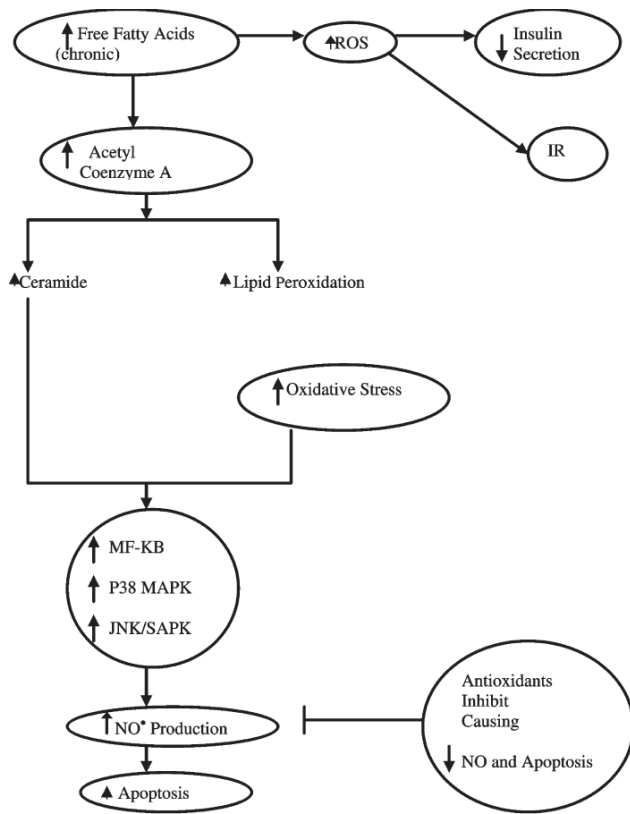 Free Fatty Acids
(chronic)
ROS
Insulin
Secretion
IR
Acetyl
Coenzyme A
Ceramide
Lipid Peroxidation
Oxidative Stress
MF-KB
P38 MAPK
JNK/SAPK
Antioxidants
Inhibit
Causing
NO and Apoptosis
NO• Production
Apoptosis